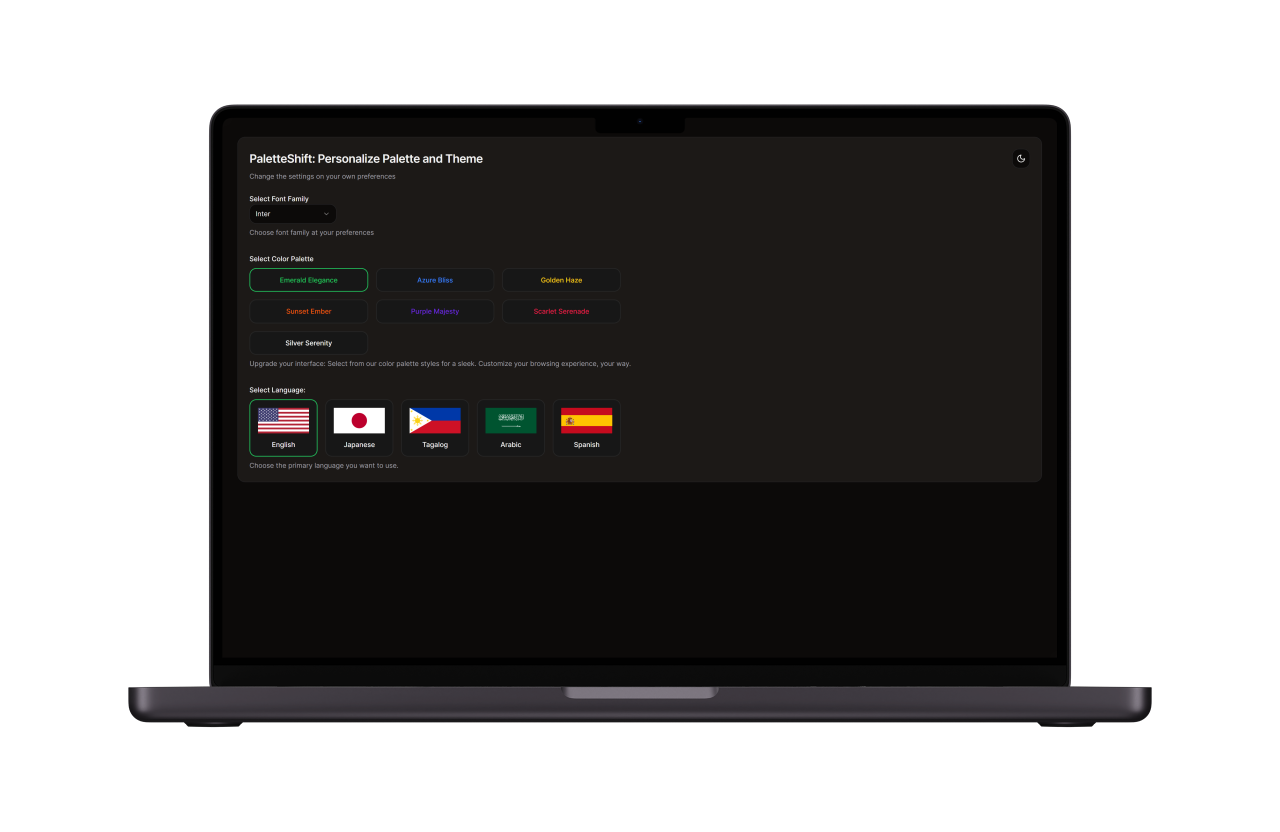 PaletteShift: Personalize Palette and Theme
Change the settings on your own preferences
Select Font Family
Inter
Choose font family at your preferences
Select Color Palette
Emerald Elegance
Azure Bliss
Golden Haze
Sunset Ember
Purple Majesty
Scarlet Serenade
Silver Serenity
Upgrade your interface: Select from our color palette styles for a sleek. Customize your browsing experience, your way.
Select Language:
English
Japanese
Tagalog
Arabic
Spanish
Choose the primary language you want to use.